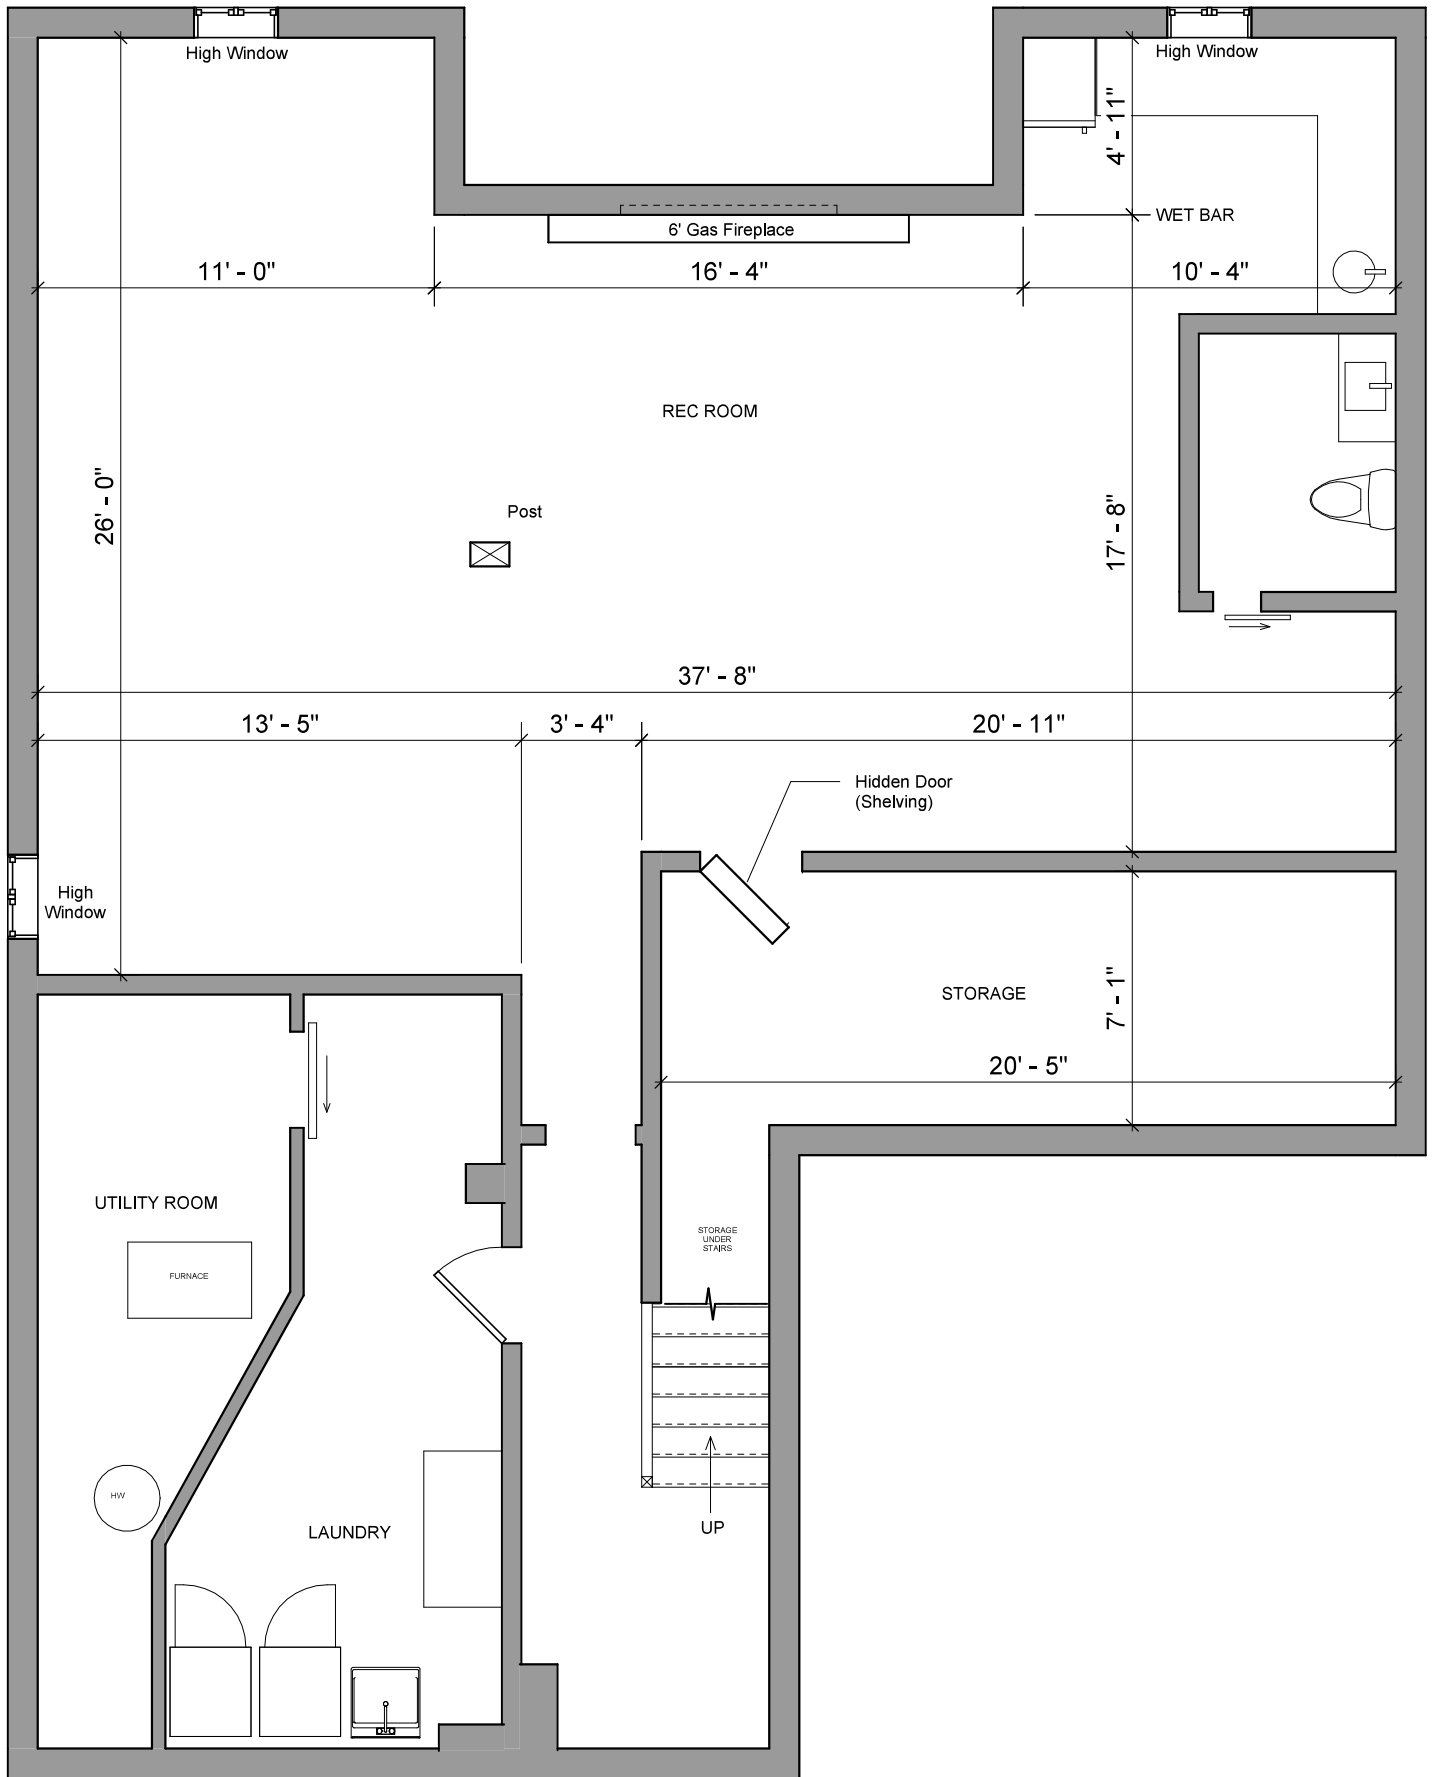 High Window
High Window
4' - 11"
WET BAR
6' Gas Fireplace
11' - 0"
16' - 4"
10' - 4"
REC ROOM
26' - 0"
Post
17' - 8"
37' - 8"
13' - 5"
3' - 4"
20' - 11"
Hidden Door
(Shelving)
High
Window
STORAGE
7' - 1"
20' - 5"
UTILITY ROOM
STORAGE
UNDER
STAIRS
FURNACE
HW
LAUNDRY
UP